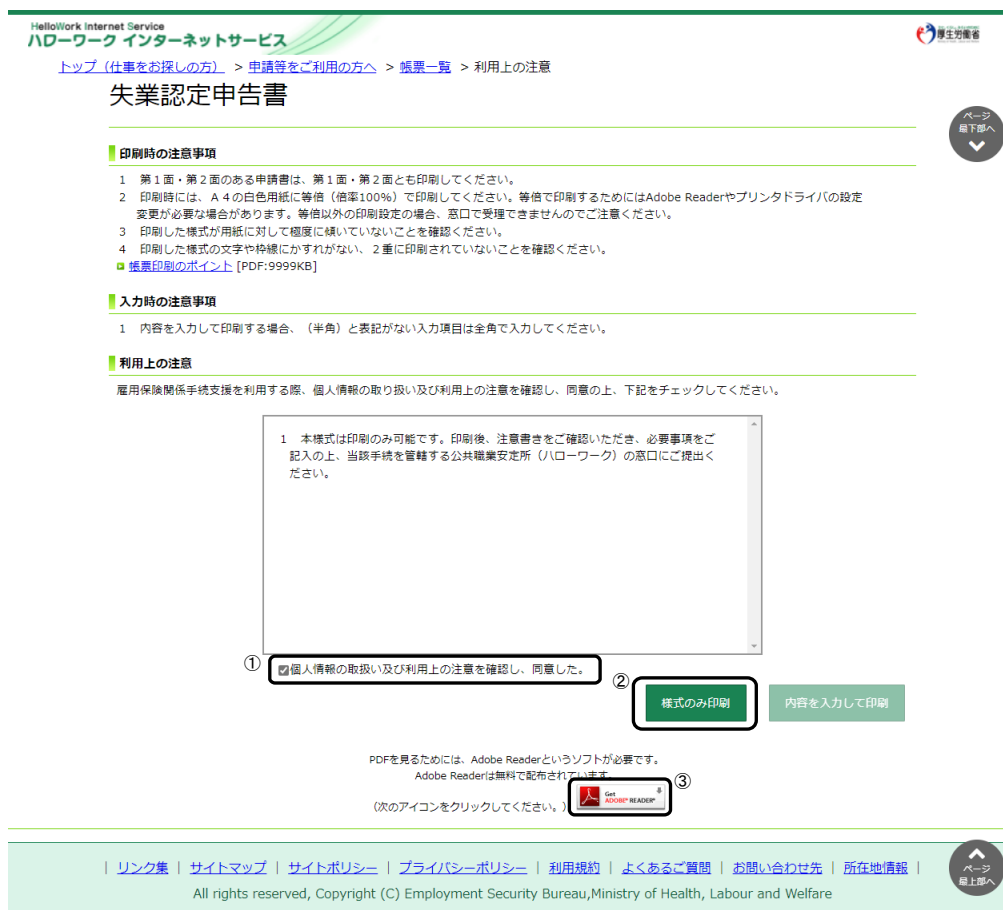 HelloWork Internet Service
ハローワーク インターネットサービス
厚生労働省
トップ（仕事をお探しの方） > 申請等をご利用の方へ > 帳票一覧 > 利用上の注意
失業認定申告書
ページ
最下部へ
印刷時の注意事項
1 第１面・第２面のある申請書は、第１面・第２面とも印刷してください。
2 印刷時には、Ａ４の白色用紙に等倍（倍率100%）で印刷してください。等倍で印刷するためにはAdobe Readerやプリンタドライバの設定
変更が必要な場合があります。等倍以外の印刷設定の場合、窓口で受理できませんのでご注意ください。
3 印刷した様式が用紙に対して極度に傾いていないことを確認ください。
4 印刷した様式の文字や枠線にかすれがない、２重に印刷されていないことを確認ください。
帳票印刷のポイント [PDF:9999KB]
入力時の注意事項
1 内容を入力して印刷する場合、（半角）と表記がない入力項目は全角で入力してください。
利用上の注意
雇用保険関係手続支援を利用する際、個人情報の取り扱い及び利用上の注意を確認し、同意の上、下記をチェックしてください。
1 本様式は印刷のみ可能です。印刷後、注意書きをご確認いただき、必要事項をご
記入の上、当該手続を管轄する公共職業安定所（ハローワーク）の窓口にご提出く
ださい。
① 個人情報の取扱い及び利用上の注意を確認し、同意した。
② 様式のみ印刷 内容を入力して印刷
PDFを見るためには、Adobe Readerというソフトが必要です。
Adobe Readerは無料で配布されています。
（次のアイコンをクリックしてください。） Get ADOBE® READER® ③
| リンク集 | サイトマップ | サイトポリシー | プライバシーポリシー | 利用規約 | よくあるご質問 | お問い合わせ先 | 所在地情報 |
All rights reserved, Copyright (C) Employment Security Bureau,Ministry of Health, Labour and Welfare
ページ
最上部へ